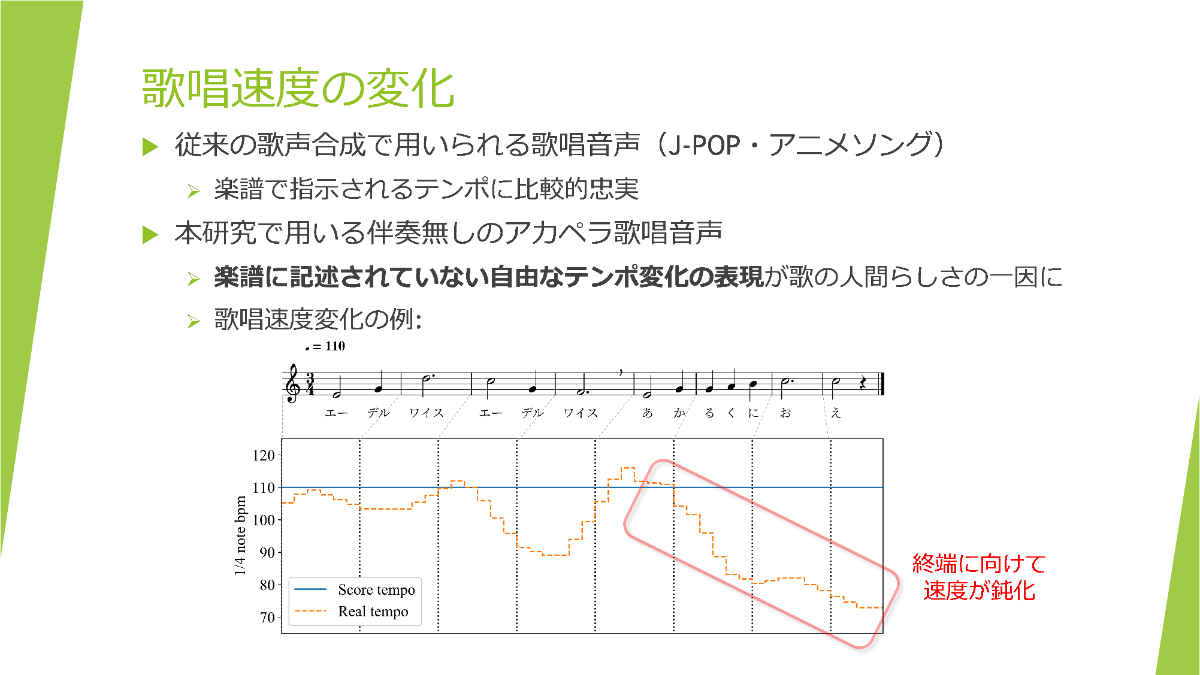 歌唱速度の変化
従来の歌声合成で用いられる歌唱音声（J-POP・アニメソング）
楽譜で指示されるテンポに比較的忠実
本研究で用いる伴奏無しのアカペラ歌唱音声
楽譜に記述されていない自由なテンポ変化の表現が歌の人間らしさの一因に
歌唱速度変化の例:
♩ = 110
3
4
エー デル ワイス エー デル ワイス あ か る く に お え
120
110
100
90
80
70
1/4 note bpm
Score tempo
Real tempo
終端に向けて
速度が鈍化